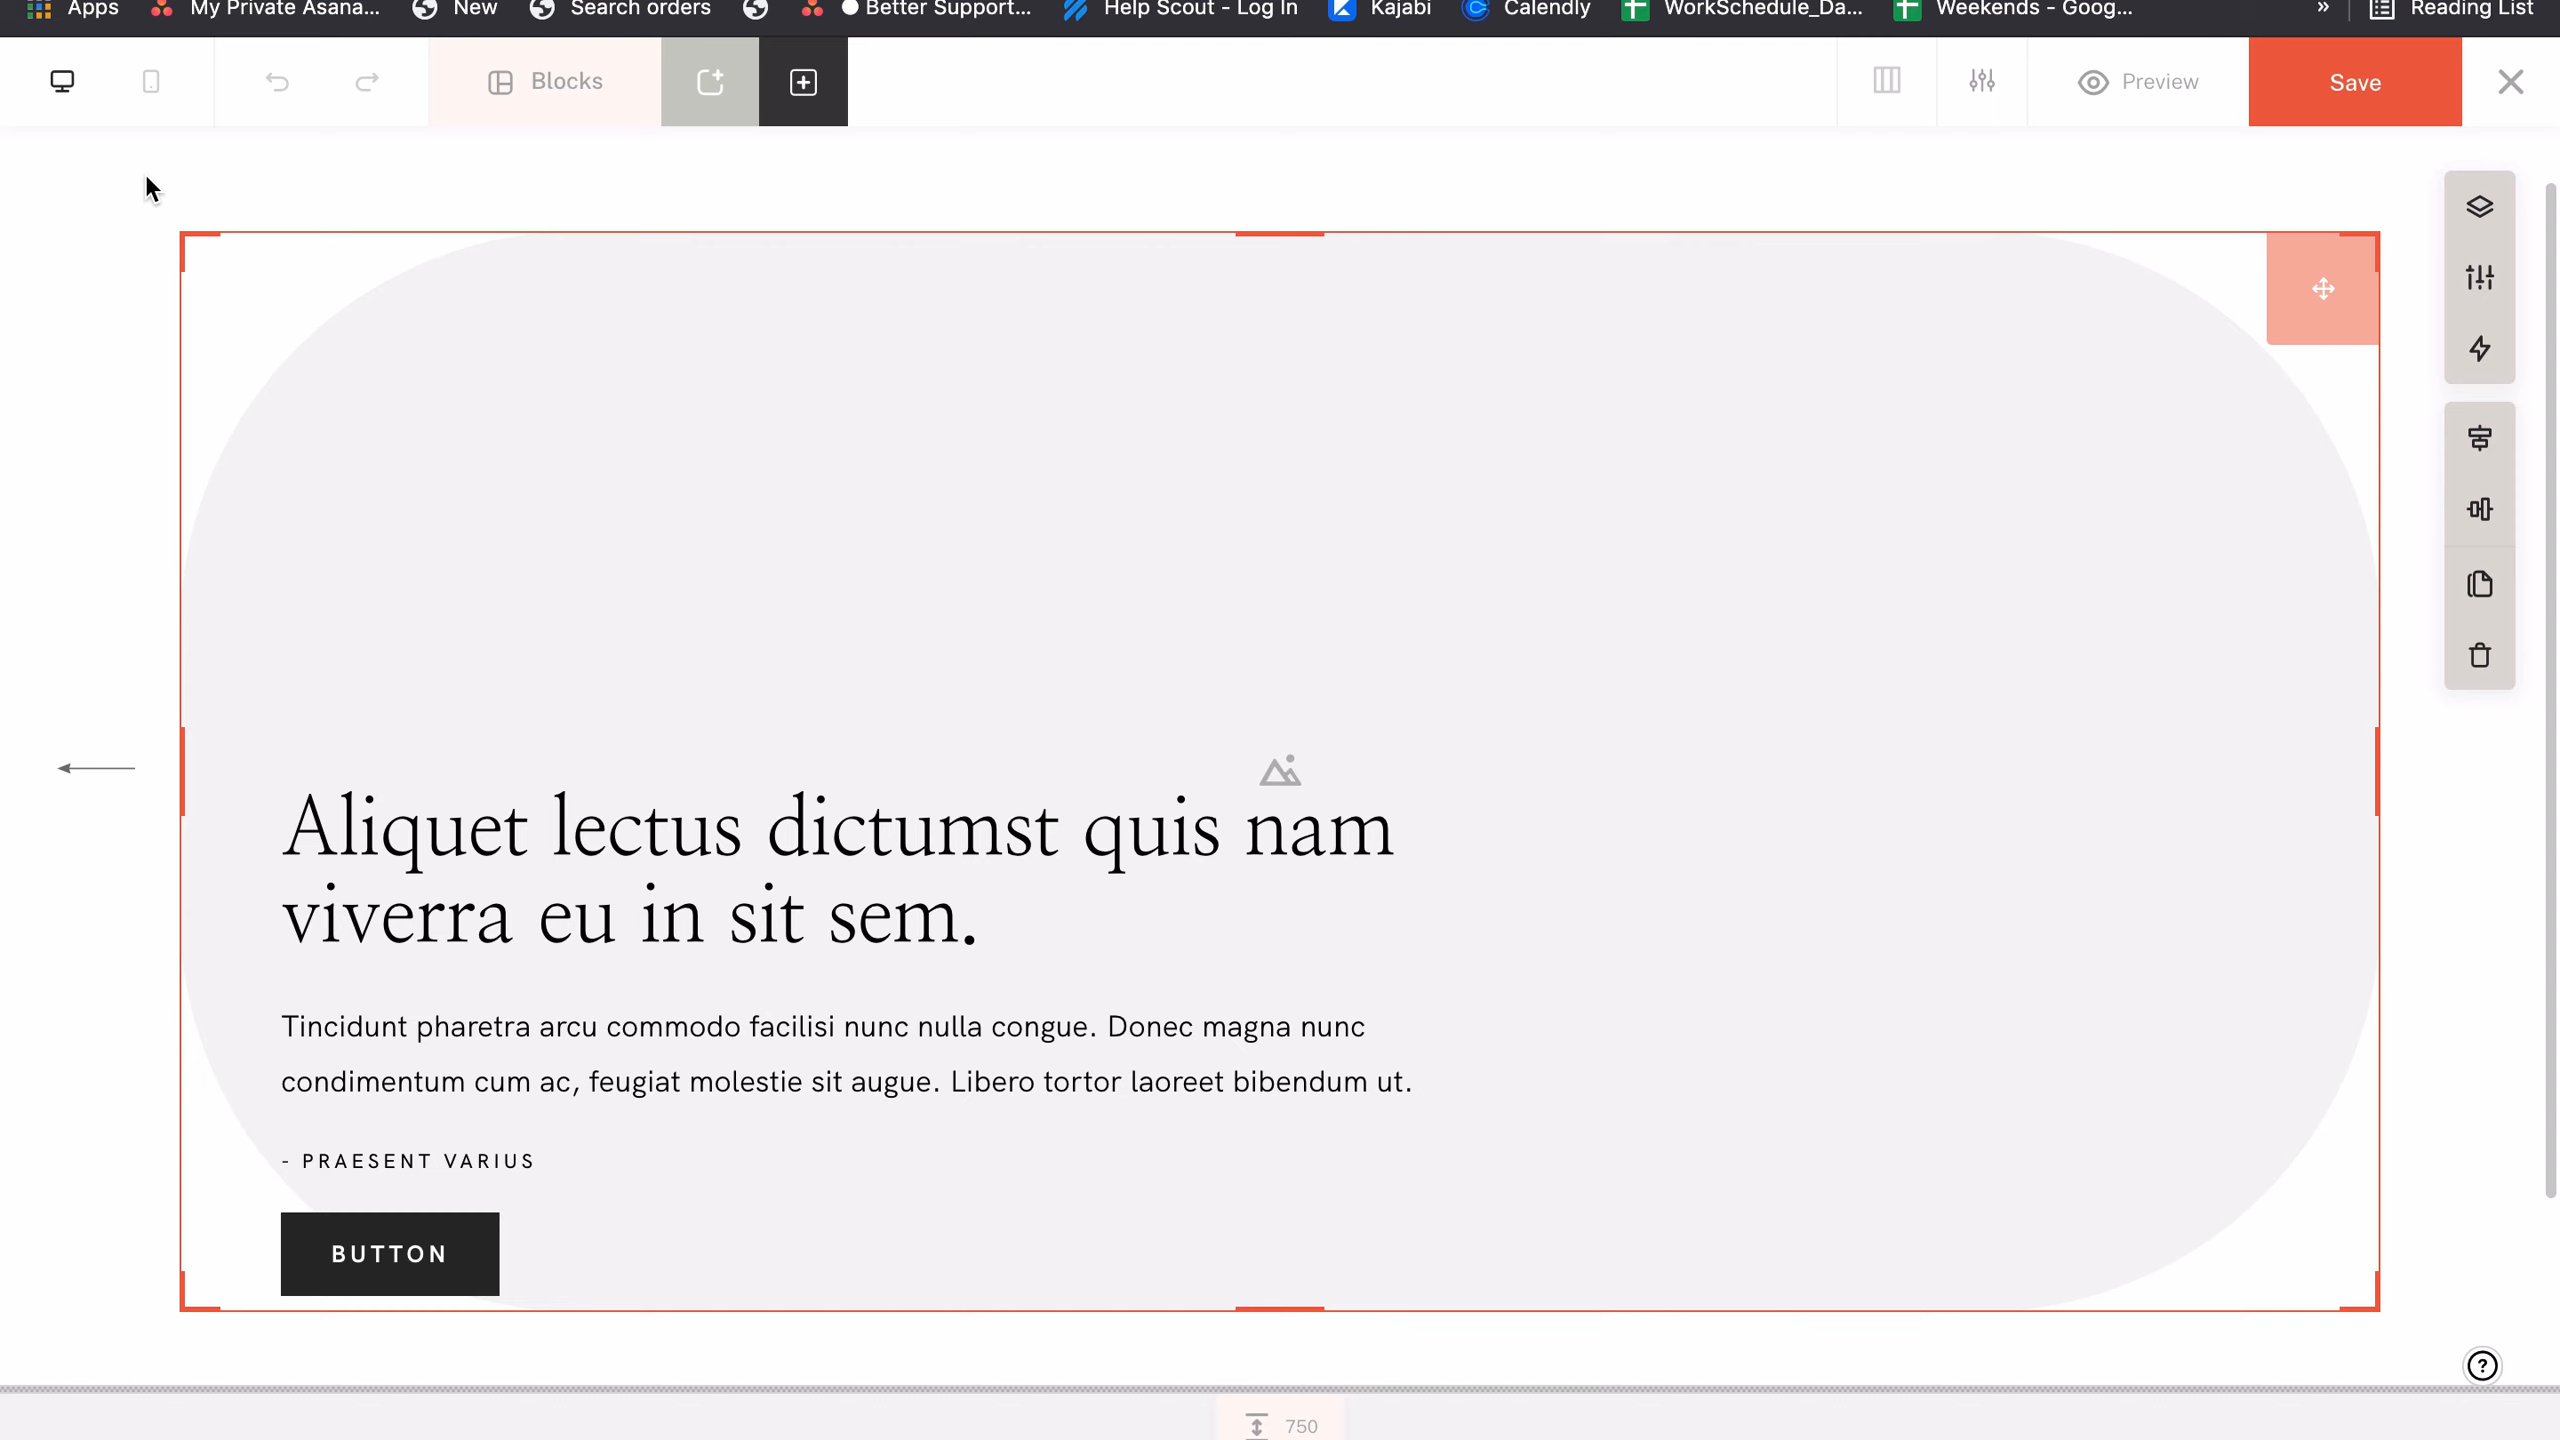 Apps My Private Asana... New Search orders Better Support... Help Scout - Log In Kajabi Calendly WorkSchedule_Da... Weekends - Goog... » Reading List
Blocks Preview Save
Aliquet lectus dictumst quis nam
viverra eu in sit sem.
Tincidunt pharetra arcu commodo facilisi nunc nulla congue. Donec magna nunc
condimentum cum ac, feugiat molestie sit augue. Libero tortor laoreet bibendum ut.
- PRAESENT VARIUS
BUTTON
?
750